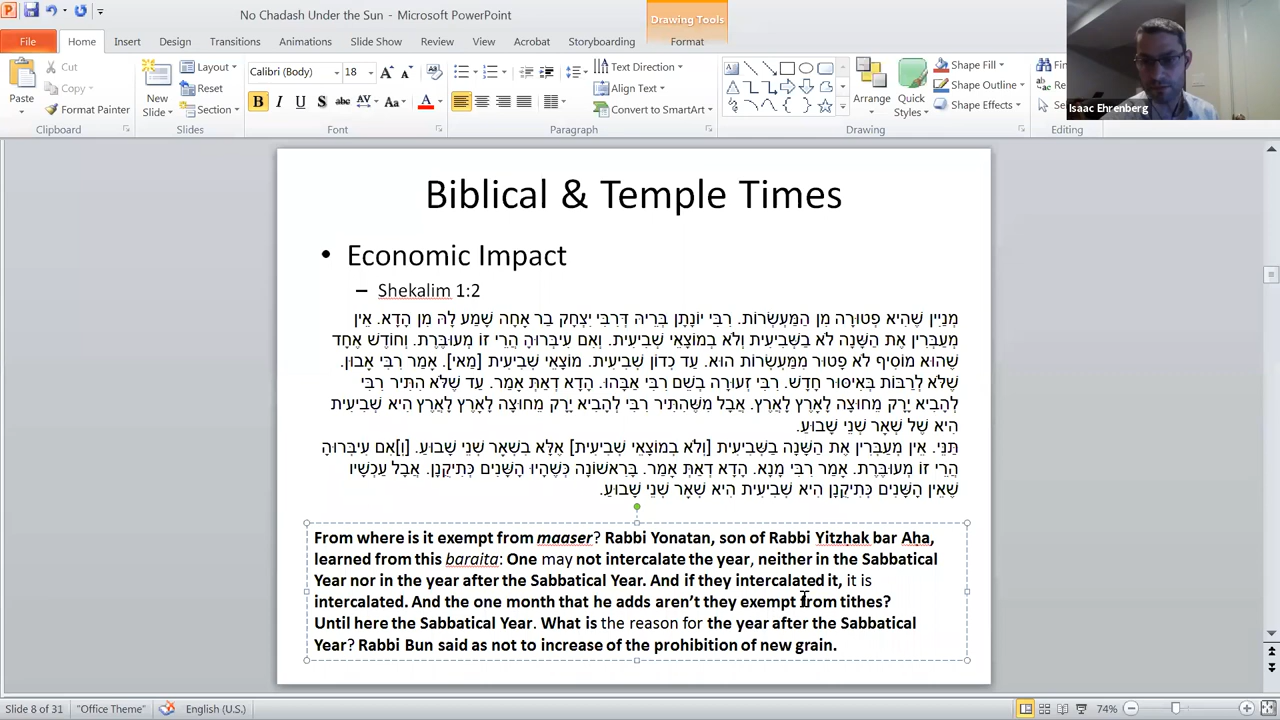 No Chadash Under the Sun - Microsoft PowerPoint
Drawing Tools
File Home Insert Design Transitions Animations Slide Show Review View Acrobat Storyboarding Format
Paste
Cut
Copy
Format Painter
New Slide
Layout
Reset
Section
Calibri (Body) 18
Text Direction
Align Text
Convert to SmartArt
Arrange
Quick Styles
Shape Fill
Shape Outline
Shape Effects
Clipboard Slides Font Paragraph Drawing Editing
Isaac Ehrenberg
Biblical & Temple Times
• Economic Impact
– Shekalim 1:2
מְנַיִין שֶׁהִיא פְטוּרָה מִן הַמַּעְשְׂרוֹת. רִבִּי יוֹנָתָן בְּרֵיהּ דְּרִבִּי יִצְחָק בַּר אָחָה שָׁמַע לָהּ מִן הָדָא. אֵין
מְעַבְּרִין אֶת הַשָּׁנָה לֹא בַשְּׁבִיעִית וְלֹא בְמוֹצָאֵי שְׁבִיעִית. וְאִם עִיבְּרוּהָ הֲרֵי זוֹ מְעוּבֶּרֶת. וְחוֹדֶשׁ אֶחָד
שֶׁהוּא מוֹסִיף לֹא פָטוּר מִמַּעְשְׂרוֹת הוּא. עַד כְּדוֹן שְׁבִיעִית. מוֹצָאֵי שְׁבִיעִית [מַאי]. אָמַר רִבִּי אָבוּן.
שֶׁלֹּא לְרַבּוֹת בְּאִיסּוּר חָדָשׁ. רִבִּי זְעוּרָה בְשֵׁם רִבִּי אַבָּהוּ. הָדָא דְאַתְּ אָמַר. עַד שֶׁלֹּא הִתִּיר רִבִּי
לְהָבִיא יָרָק מִחוּצָה לָאָרֶץ לָאָרֶץ. אֲבָל מִשֶּׁהִתִּיר רִבִּי לְהָבִיא יָרָק מִחוּצָה לָאָרֶץ לָאָרֶץ הִיא שְׁבִיעִית
הִיא שֶׁל שְׁאָר שְׁנֵי שָׁבוּעַ.
תַּנֵּי. אֵין מְעַבְּרִין אֶת הַשָּׁנָה בַּשְּׁבִיעִית [וְלֹא בְמוֹצָאֵי שְׁבִיעִית] אֶלָּא בִשְׁאָר שְׁנֵי שָׁבוּעַ. [וְ]אִם עִיבְּרוּהָ
הֲרֵי זוֹ מְעוּבֶּרֶת. אָמַר רִבִּי מָנָא. הָדָא דְאַתְּ אָמַר. בָּרִאשׁוֹנָה כְּשֶׁהָיוּ הַשָּׁנִים כְּתִיקְנָן. אֲבָל עַכְשָׁיו
שֶׁאֵין הַשָּׁנִים כְּתִיקְנָן הִיא שְׁבִיעִית הִיא שְׁאָר שְׁנֵי שָׁבוּעַ.
From where is it exempt from maaser? Rabbi Yonatan, son of Rabbi Yitzhak bar Aha,
learned from this baraita: One may not intercalate the year, neither in the Sabbatical
Year nor in the year after the Sabbatical Year. And if they intercalated it, it is
intercalated. And the one month that he adds aren't they exempt from tithes?
Until here the Sabbatical Year. What is the reason for the year after the Sabbatical
Year? Rabbi Bun said as not to increase of the prohibition of new grain.
Slide 8 of 31 "Office Theme" English (U.S.) 74%